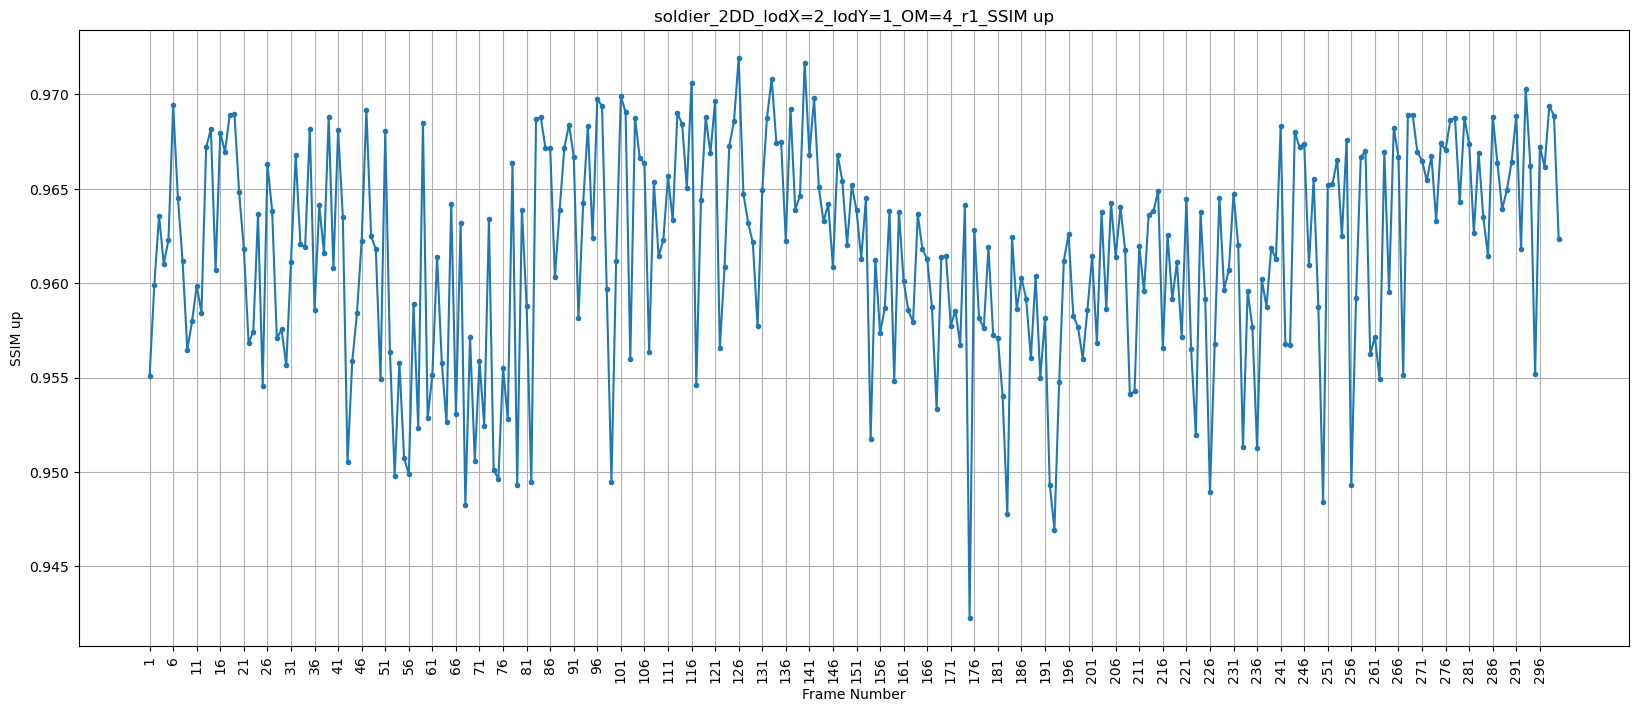 soldier_2DD_lodX=2_lodY=1_OM=4_r1_SSIM up
SSIM up
0.970
0.965
0.960
0.955
0.950
0.945
1 6 11 16 21 26 31 36 41 46 51 56 61 66 71 76 81 86 91 96 101 106 111 116 121 126 131 136 141 146 151 156 161 166 171 176 181 186 191 196 201 206 211 216 221 226 231 236 241 246 251 256 261 266 271 276 281 286 291 296
Frame Number